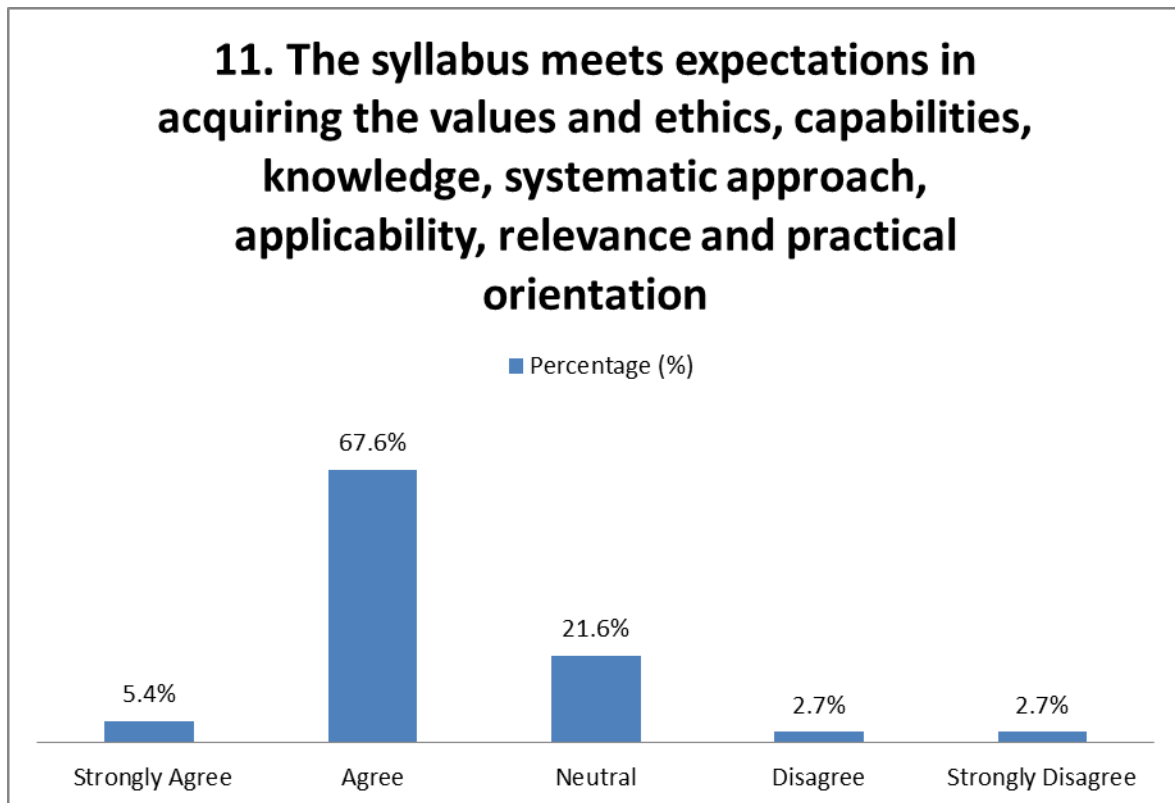 11. The syllabus meets expectations in
acquiring the values and ethics, capabilities,
knowledge, systematic approach,
applicability, relevance and practical
orientation
Percentage (%)
67.6%
21.6%
5.4%
2.7%
2.7%
Strongly Agree
Agree
Neutral
Disagree
Strongly Disagree